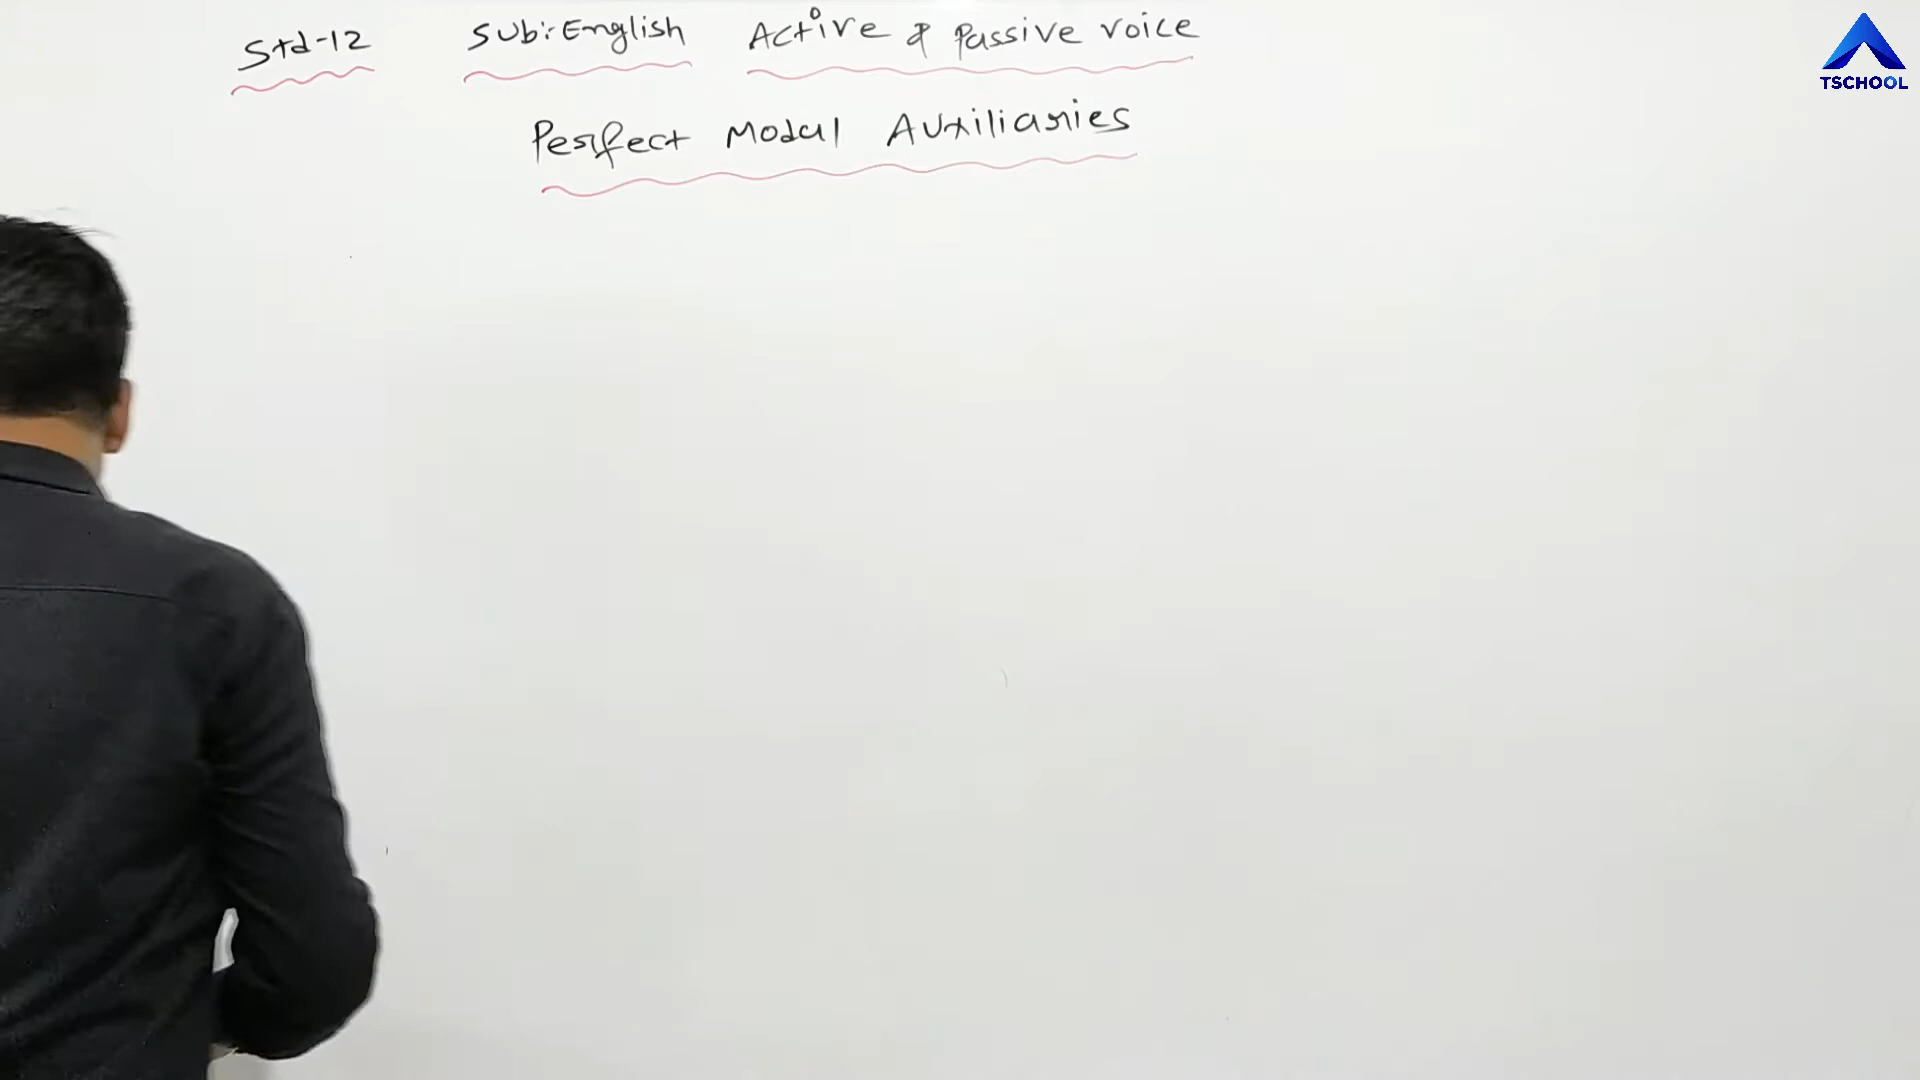 Std-12 Sub:-English Active & Passive voice
TSCHOOL
Perfect Modal Auxiliaries